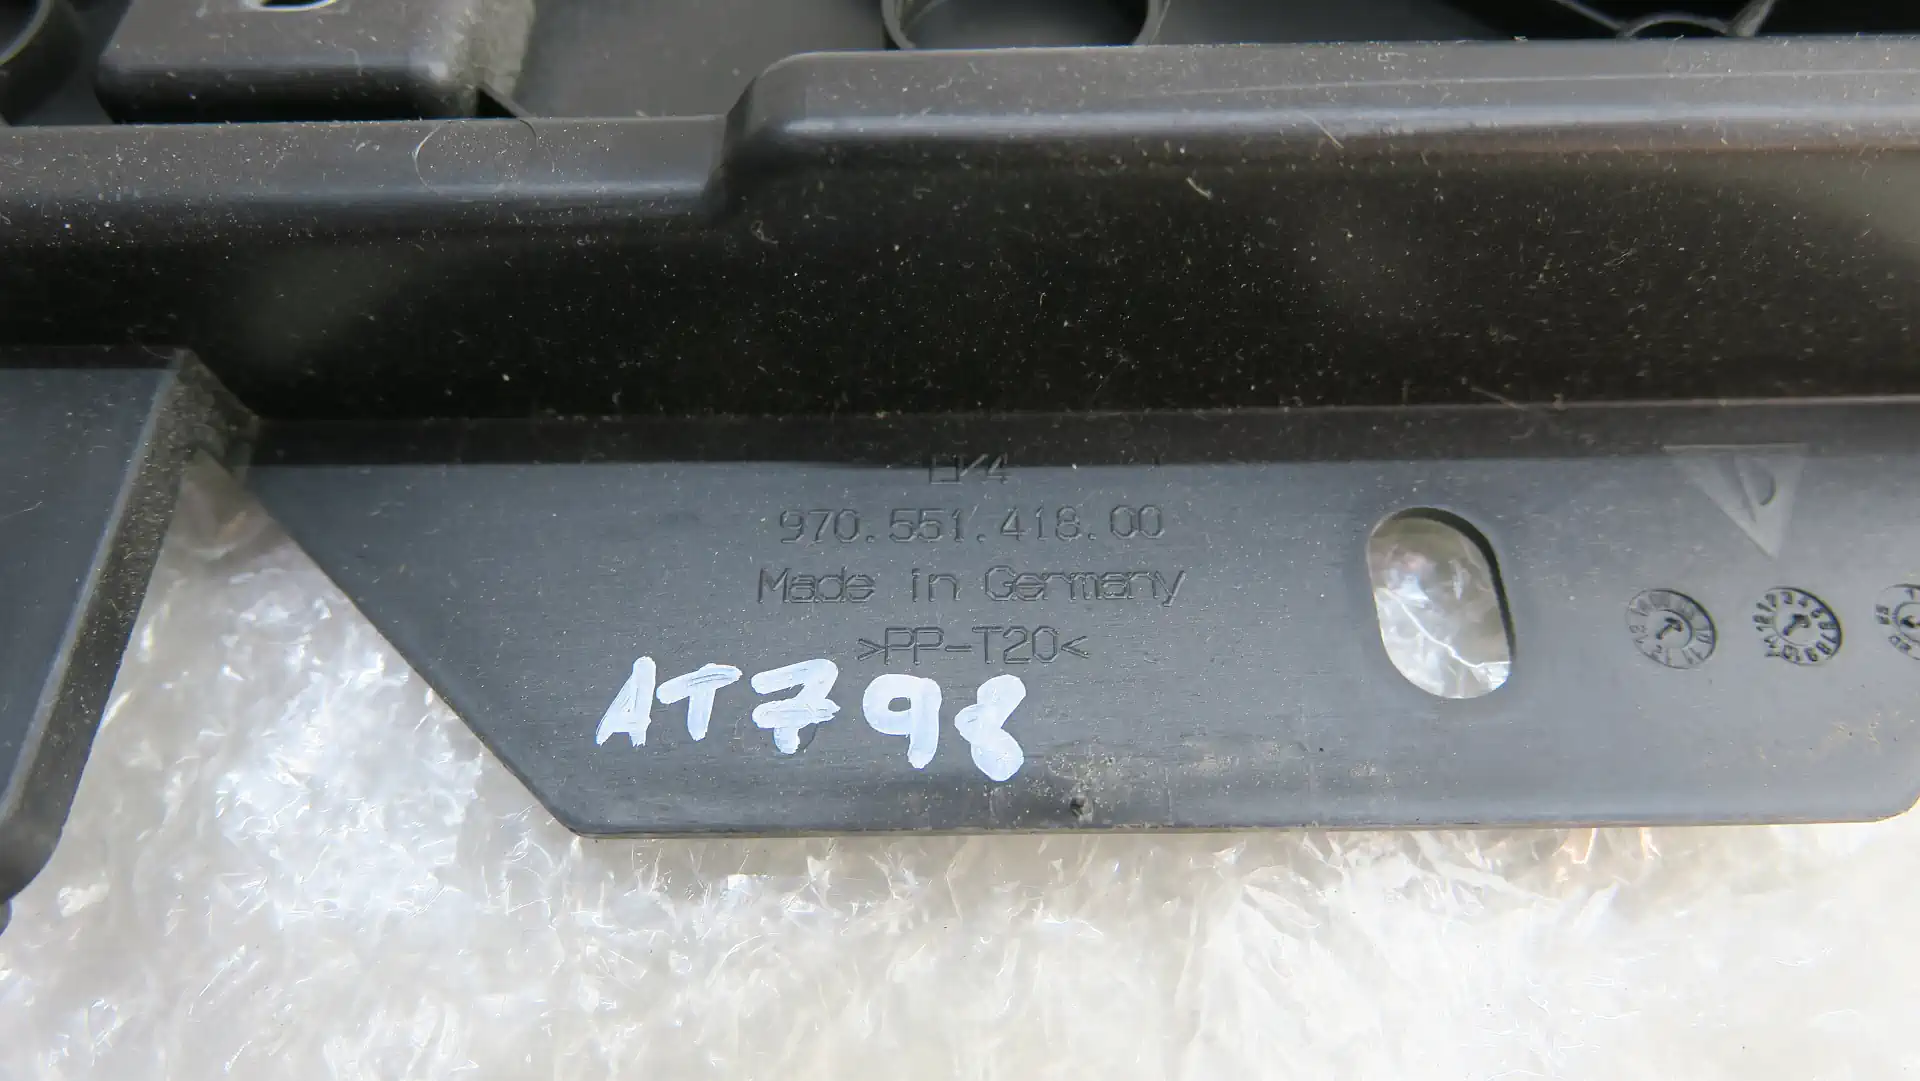 970.551.418.00
Made in Germany
>PP-T20<
AT798